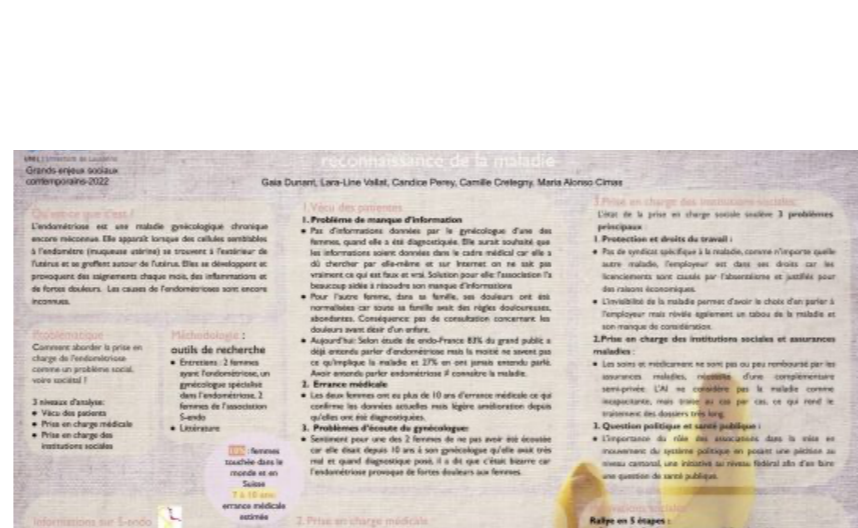 Grands enjeux sociaux
contemporains-2022
reconnaissance de la maladie
Gaia Dunant, Lara-Line Vallat, Candice Perey, Camille Cretegny, Maria Alonso Cimas
Qu'est-ce que c'est ?
L'endométriose est une maladie gynécologique chronique
encore méconnue. Elle apparaît lorsque des cellules semblables
à l'endomètre (muqueuse utérine) se trouvent à l'extérieur de
l'utérus et se greffent autour de l'utérus. Elles se développent et
provoquent des saignements chaque mois, des inflammations et
de fortes douleurs. Les causes de l'endométrioses sont encore
inconnues.
Problématique
Comment aborder la prise en
charge de l'endométriose
comme un problème social,
voire sociétal ?
3 niveaux d'analyse:
● Vécu des patients
● Prise en charge médicale
● Prise en charge des
institutions sociales
Méthodologie :
outils de recherche
● Entretiens : 2 femmes
ayant l'endométriose, un
gynécologue spécialisé
dans l'endométriose, 2
femmes de l'association
S-endo
● Littérature
10% : femmes
touchée dans le
monde et en
Suisse
7 à 10 ans:
errance médicale
estimée
Informations sur S-endo
1.Vécu des patientes
1. Problème de manque d'information
● Pas d'informations données par le gynécologue d'une des
femmes, quand elle a été diagnostiquée. Elle aurait souhaité que
les informations soient données dans le cadre médical car elle a
dû chercher par elle-même et sur Internet on ne sait pas
vraiment ce qui est faux et vrai. Solution pour elle: l'association l'a
beaucoup aidée à résoudre son manque d'informations
● Pour l'autre femme, dans sa famille, ses douleurs ont été
normalisées car toute sa famille avait des règles douloureuses,
abondantes. Conséquence: pas de consultation concernant les
douleurs avant désir d'un enfant.
● Aujourd'hui: Selon étude de endo-France 83% du grand public a
déjà entendu parler d'endométriose mais la moitié ne savent pas
ce qu'implique la maladie et 27% en ont jamais entendu parlé.
Avoir entendu parler endométriose ≠ connaître la maladie.
2. Errance médicale
● Les deux femmes ont eu plus de 10 ans d'errance médicale ce qui
confirme les données actuelles mais légère amélioration depuis
qu'elles ont été diagnostiquées.
3. Problèmes d'écoute du gynécologue:
● Sentiment pour une des 2 femmes de ne pas avoir été écoutée
car elle disait depuis 10 ans à son gynécologue qu'elle avait très
mal et quand diagnostique posé, il a dit que c'était bizarre car
l'endométriose provoque de fortes douleurs aux femmes.
2. Prise en charge médicale
3.Prise en charge des institutions sociales
L'état de la prise en charge sociale soulève 3 problèmes
principaux :
1. Protection et droits du travail :
● Pas de syndicat spécifique à la maladie, comme n'importe quelle
autre maladie, l'employeur est dans ses droits car les
licenciements sont causés par l'absentéisme et justifiés pour
des raisons économiques.
● L'invisibilité de la maladie permet d'avoir le choix d'en parler à
l'employeur mais révèle également un tabou de la maladie et
son manque de considération.
2.Prise en charge des institutions sociales et assurances
maladies :
● Les soins et médicament ne sont pas ou peu remboursé par les
assurances maladies, nécessite d'une complémentaire
semi-privée. L'AI ne considère pas la maladie comme
incapacitante, mais traite au cas par cas, ce qui rend le
traitement des dossiers très long.
3. Question politique et santé publique :
● L'importance du rôle des associations dans la mise en
mouvement du système politique en posant une pétition au
niveau cantonal, une initiative au niveau fédéral afin d'en faire
une question de santé publique.
sociales
Rallye en 5 étapes :